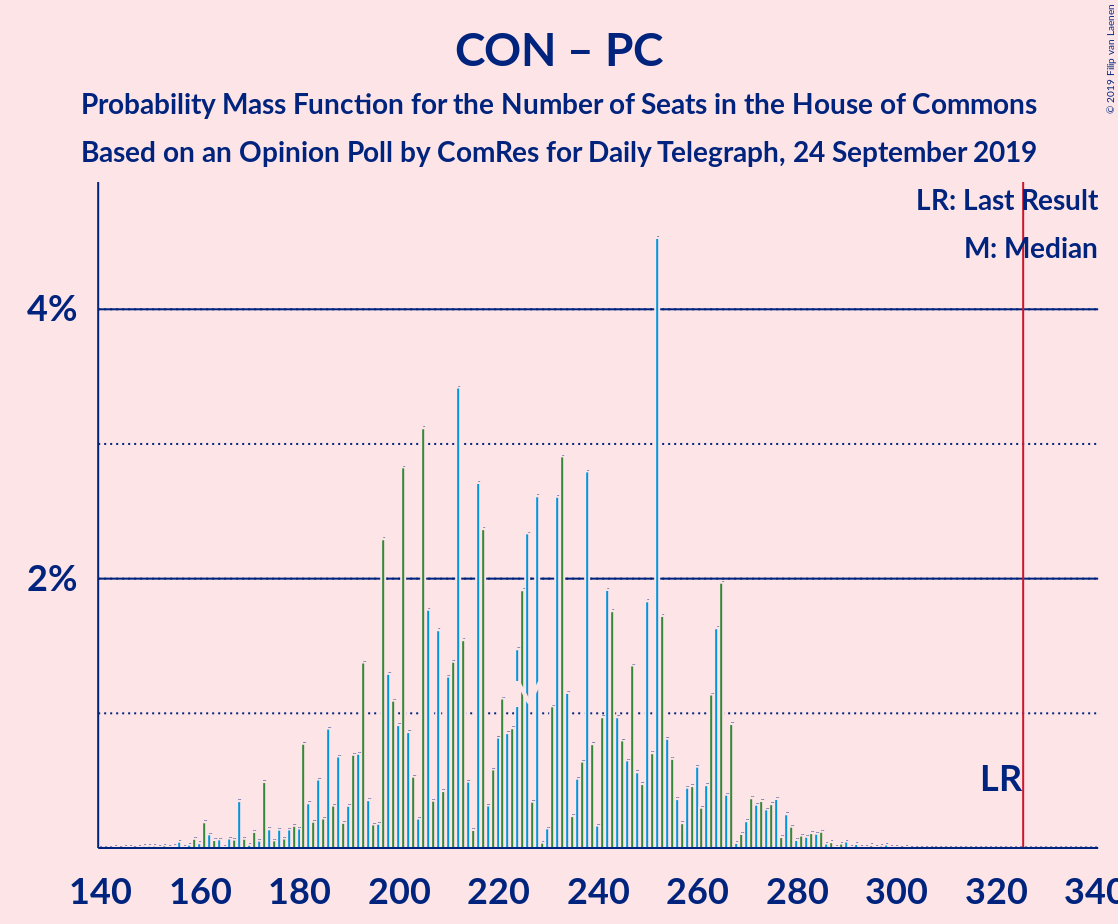 CON – PC
Probability Mass Function for the Number of Seats in the House of Commons
Based on an Opinion Poll by ComRes for Daily Telegraph, 24 September 2019
© 2019 Filip van Laenen
LR: Last Result
M: Median
4%
2%
LR
140 160 180 200 220 240 260 280 300 320 340